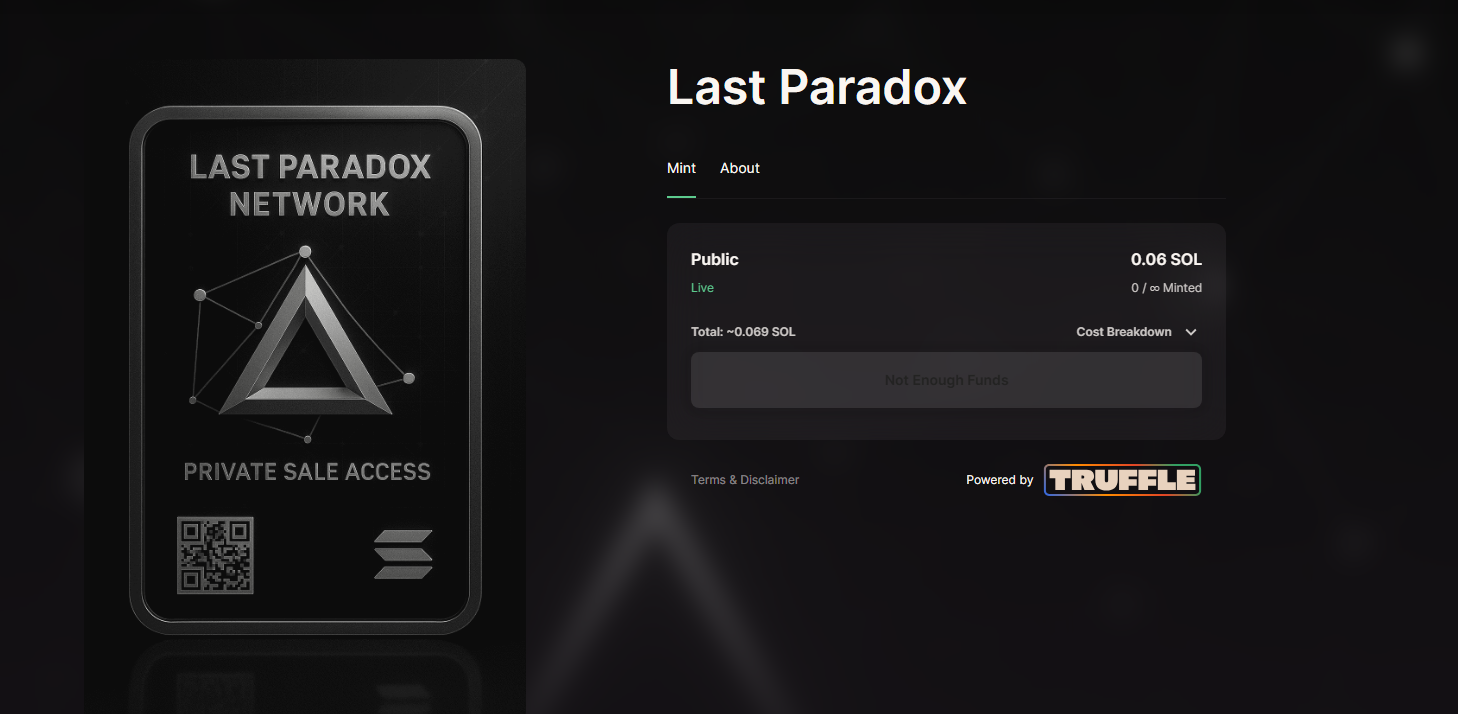 LAST PARADOX
NETWORK
PRIVATE SALE ACCESS
Last Paradox
Mint About
Public 0.06 SOL
Live 0 / ∞ Minted
Total: ~0.069 SOL Cost Breakdown
Not Enough Funds
Terms & Disclaimer Powered by TRUFFLE